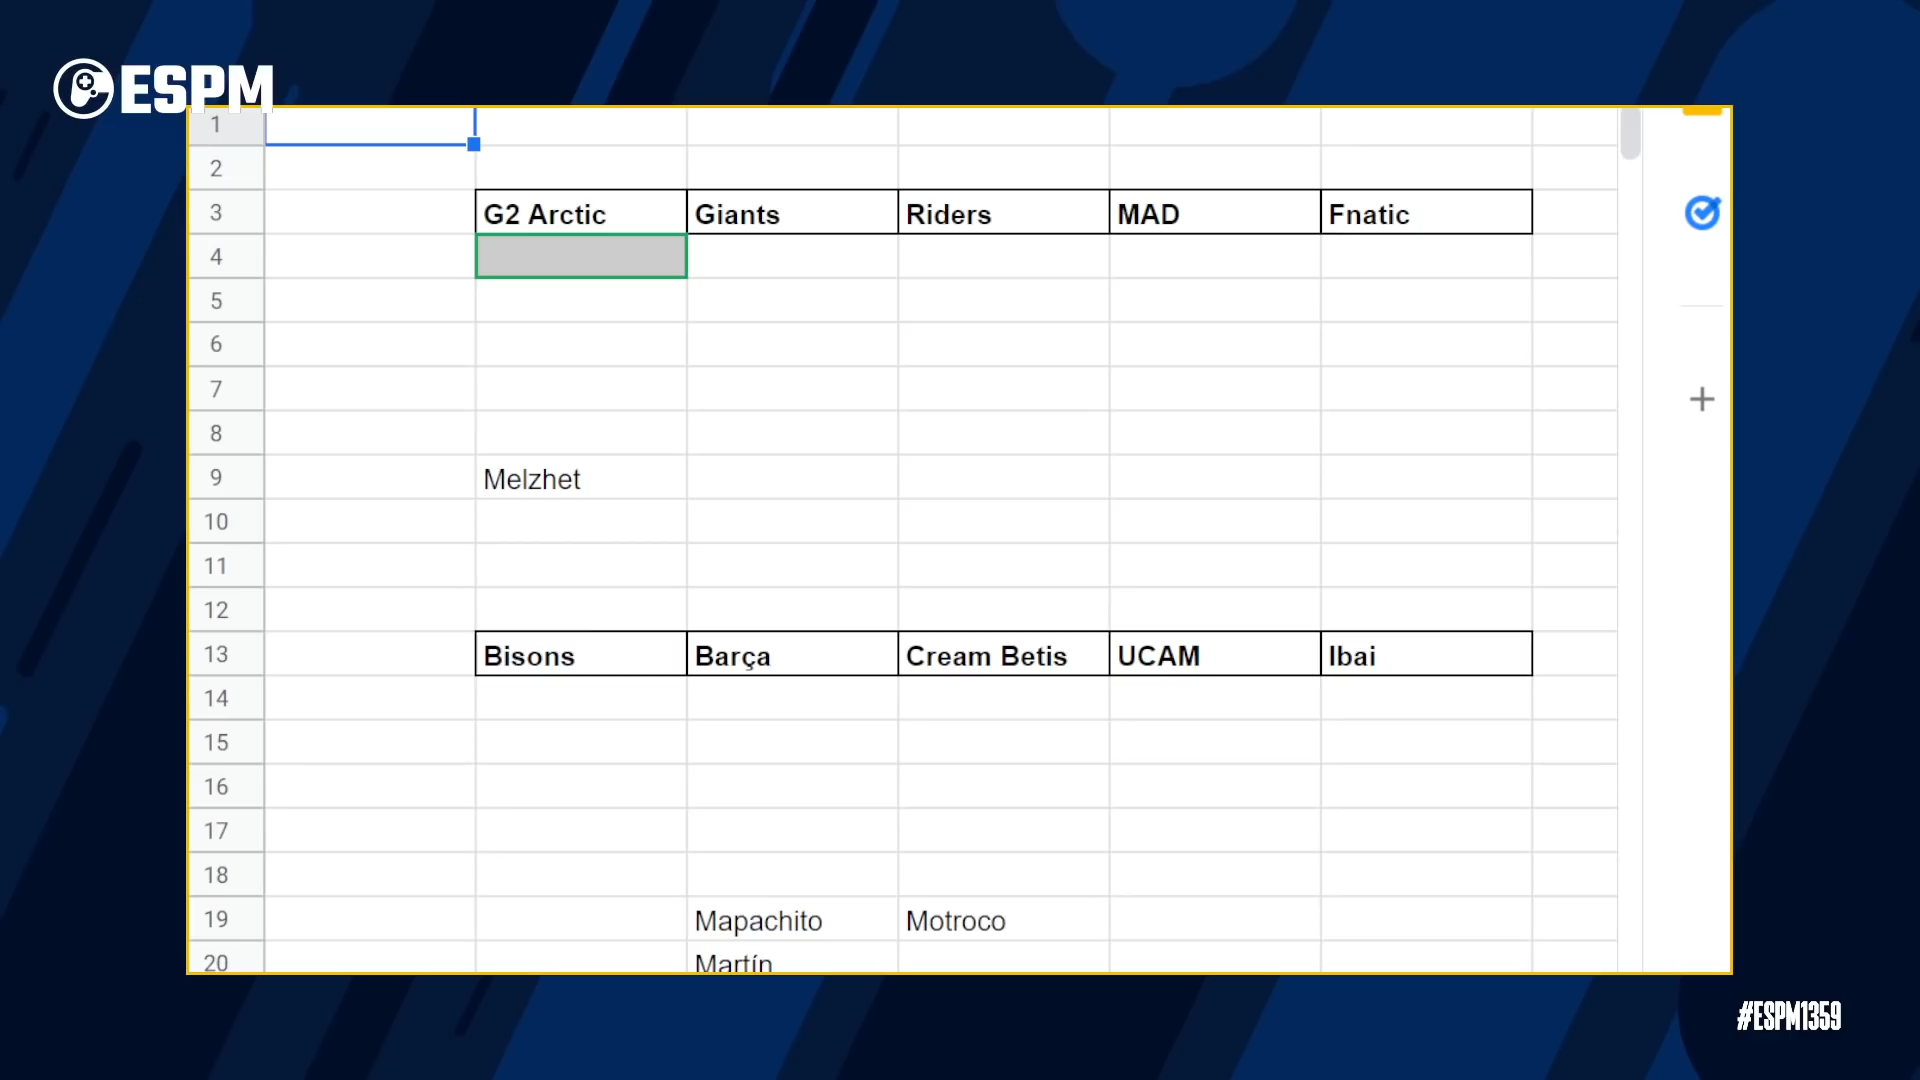 ESPM
1
2
3 G2 Arctic Giants Riders MAD Fnatic
4
5
6
7
8
9 Melzhet
10
11
12
13 Bisons Barça Cream Betis UCAM Ibai
14
15
16
17
18
19 Mapachito Motroco
20 Martín
#ESPM1359